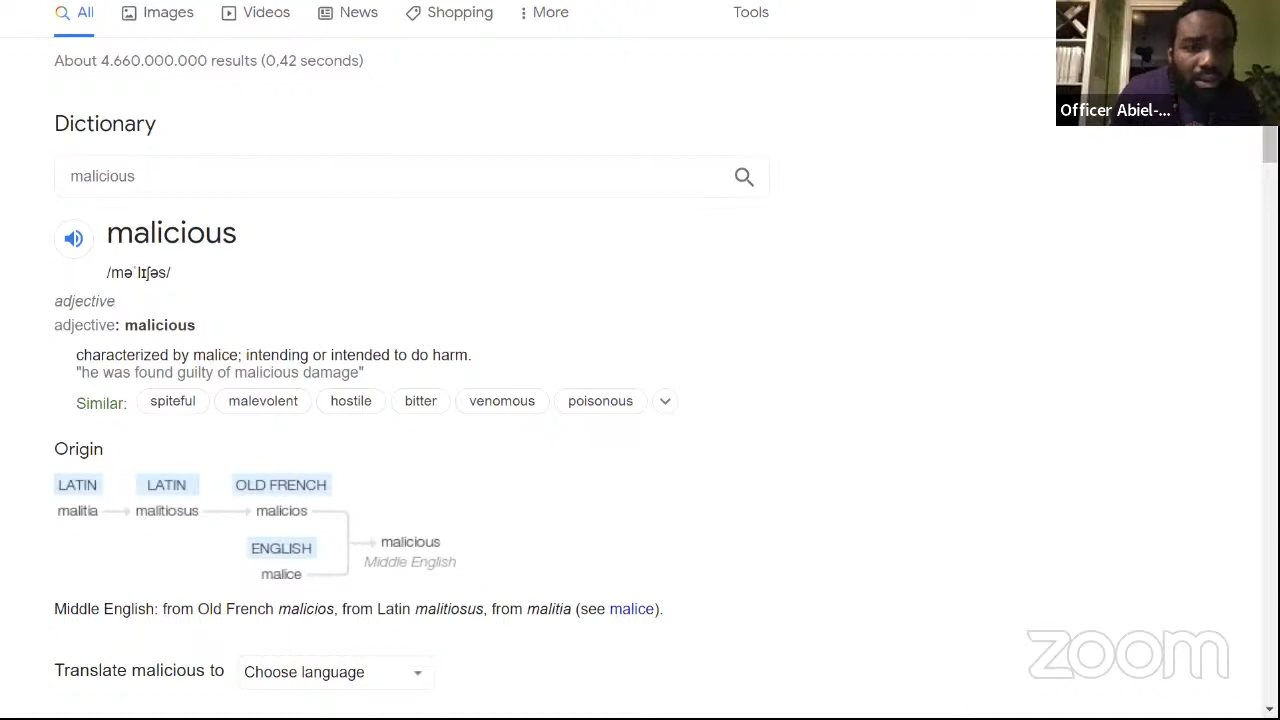 All Images Videos News Shopping More Tools
About 4.660.000.000 results (0,42 seconds)
Officer Abiel-...
Dictionary
malicious
malicious
/məˈlɪʃəs/
adjective
adjective: malicious
characterized by malice; intending or intended to do harm.
"he was found guilty of malicious damage"
Similar: spiteful malevolent hostile bitter venomous poisonous
Origin
LATIN LATIN OLD FRENCH
malitia malitiosus malicios
malicious
ENGLISH
Middle English
malice
Middle English: from Old French malicios, from Latin malitiosus, from malitia (see malice).
Translate malicious to Choose language
zoom